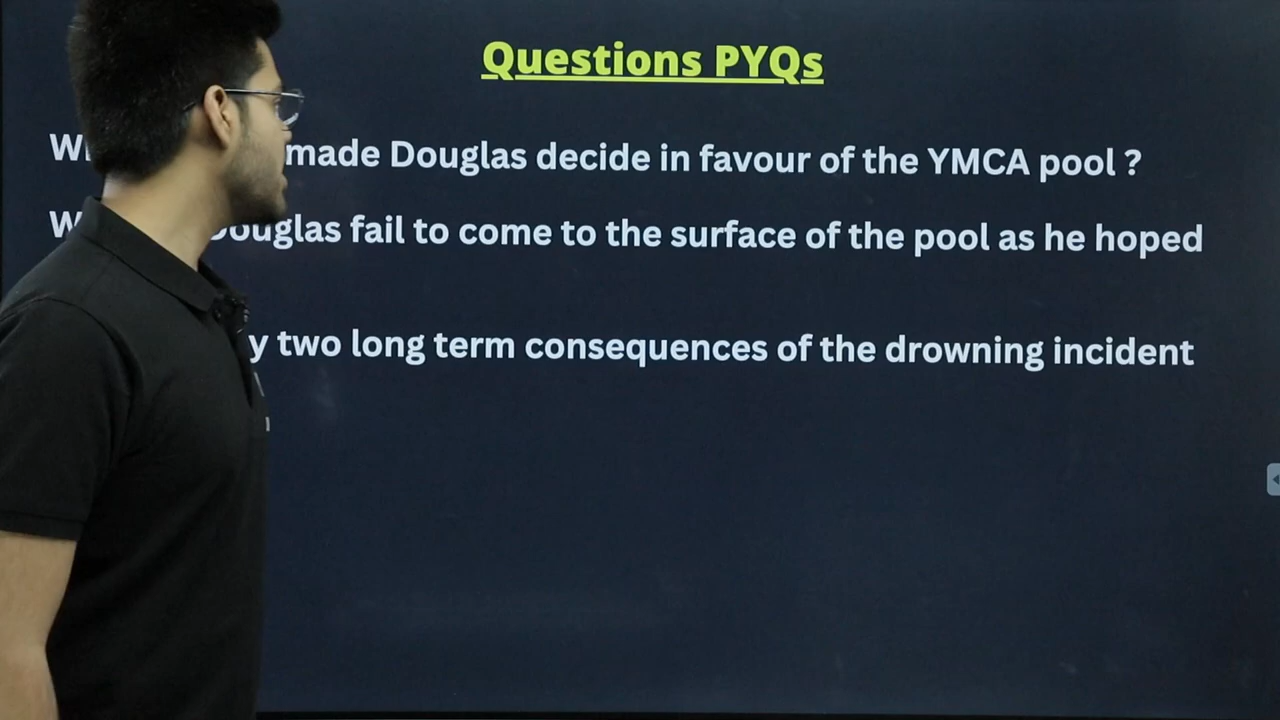 Questions PYQs
made Douglas decide in favour of the YMCA pool ?
Douglas fail to come to the surface of the pool as he hoped
two long term consequences of the drowning incident